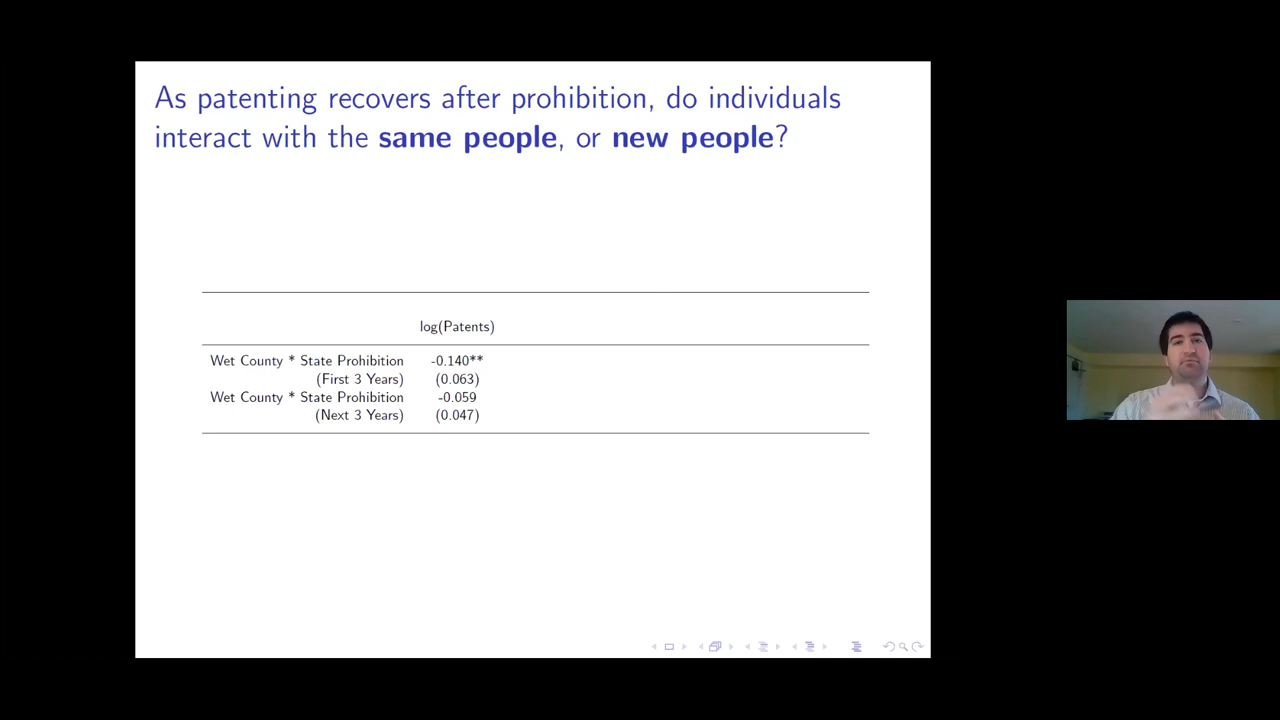 As patenting recovers after prohibition, do individuals
interact with the same people, or new people?
log(Patents)
Wet County * State Prohibition -0.140**
(First 3 Years) (0.063)
Wet County * State Prohibition -0.059
(Next 3 Years) (0.047)